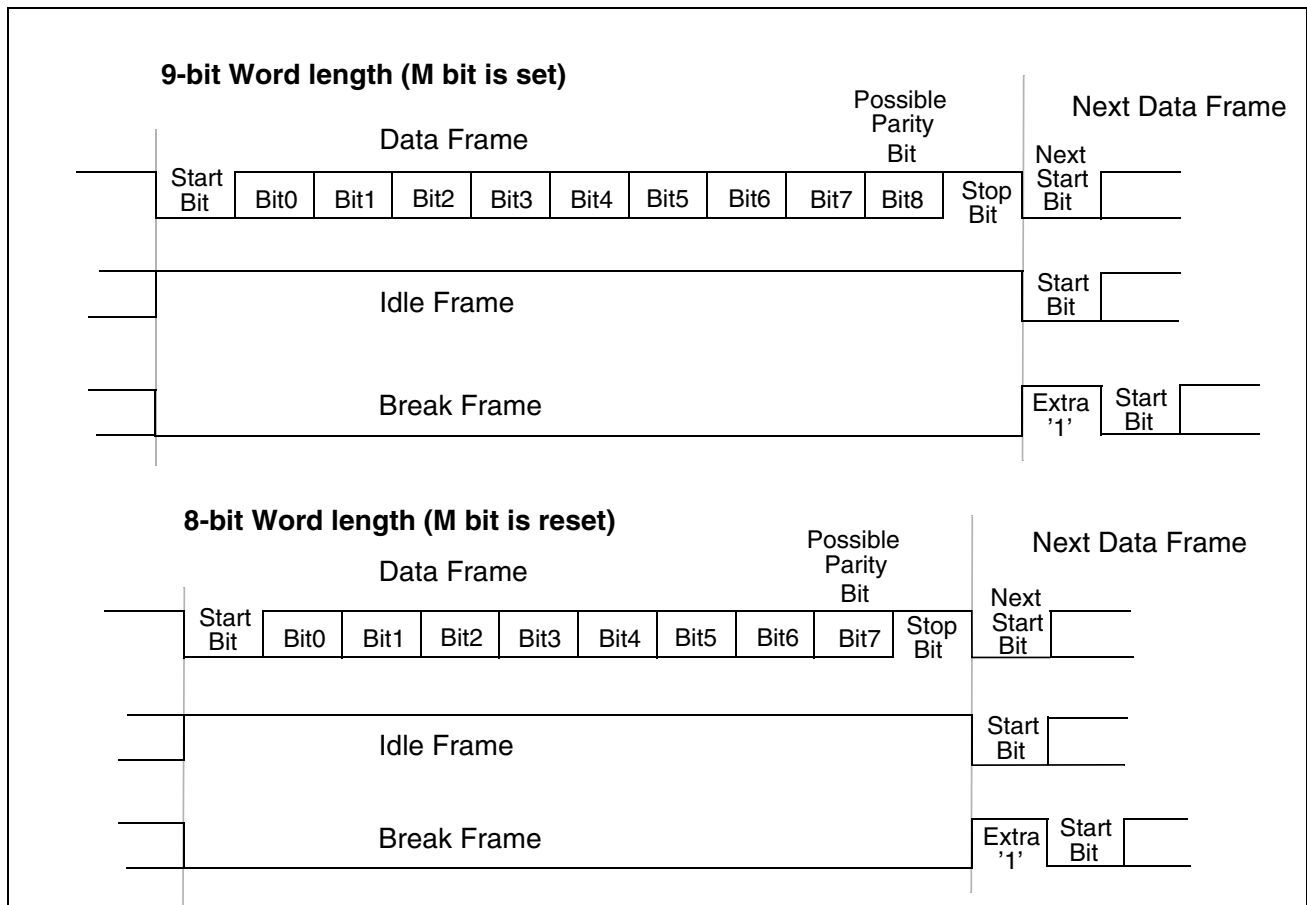 9-bit Word length (M bit is set)
Possible
Parity
Bit
Next Data Frame
Data Frame
Next
Start
Bit
Start
Bit
Bit0
Bit1
Bit2
Bit3
Bit4
Bit5
Bit6
Bit7
Bit8
Stop
Bit
Idle Frame
Start
Bit
Break Frame
Extra
'1'
Start
Bit
8-bit Word length (M bit is reset)
Possible
Parity
Bit
Next Data Frame
Data Frame
Next
Start
Bit
Start
Bit
Bit0
Bit1
Bit2
Bit3
Bit4
Bit5
Bit6
Bit7
Stop
Bit
Idle Frame
Start
Bit
Break Frame
Extra
'1'
Start
Bit